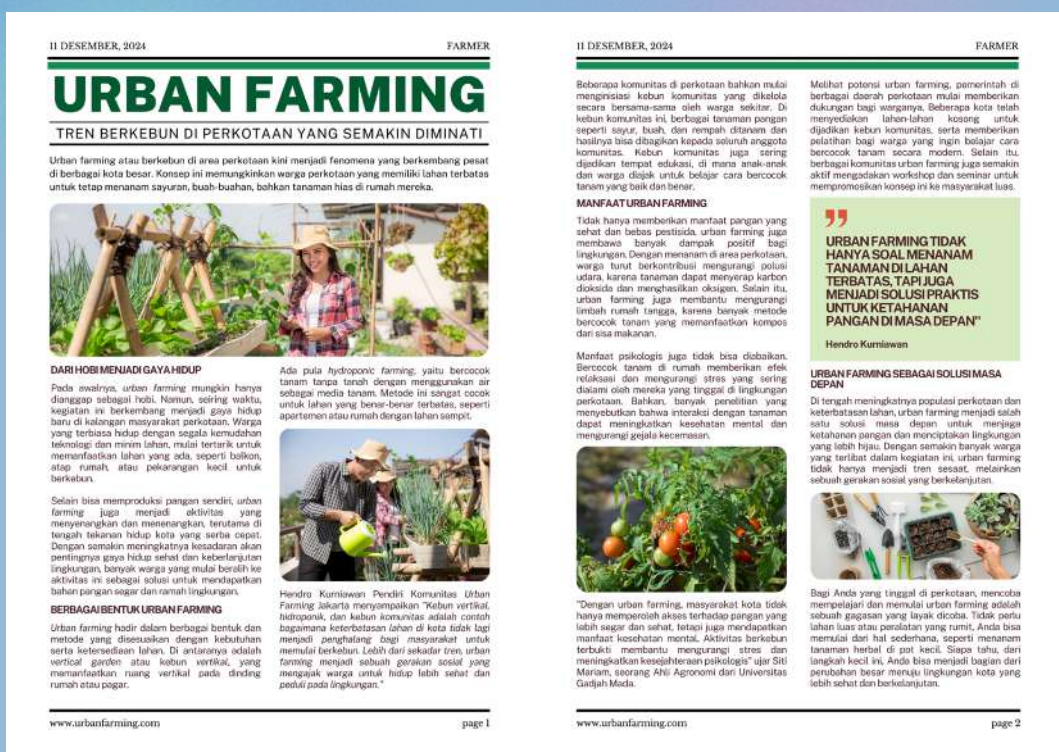 11 DESEMBER, 2024
FARMER
URBAN FARMING
TREN BERKEBUN DI PERKOTAAN YANG SEMAKIN DIMINATI
Urban farming atau berkebun di area perkotaan kini menjadi fenomena yang berkembang pesat
di berbagai kota besar. Konsep ini memungkinkan warga perkotaan yang memiliki lahan terbatas
untuk tetap menanam sayuran, buah-buahan, bahkan tanaman hias di rumah mereka.
DARI HOBI MENJADI GAYA HIDUP
Pada awalnya, urban farming mungkin hanya
dianggap sebagai hobi. Namun, seiring waktu,
kegiatan ini berkembang menjadi gaya hidup
baru di kalangan masyarakat perkotaan. Warga
yang terbiasa hidup dengan segala kemudahan
teknologi dan minim lahan, mulai tertarik untuk
memanfaatkan lahan yang ada, seperti balkon,
atap rumah, atau pekarangan kecil untuk
berkebun.
Selain bisa memproduksi pangan sendiri, urban
farming juga menjadi aktivitas yang
menyenangkan dan menenangkan, terutama di
tengah tekanan hidup kota yang serba cepat.
Dengan semakin meningkatnya kesadaran akan
pentingnya gaya hidup sehat dan keberlanjutan
lingkungan, banyak warga yang mulai beralih ke
aktivitas ini sebagai solusi untuk mendapatkan
bahan pangan segar dan ramah lingkungan.
BERBAGAI BENTUK URBAN FARMING
Urban farming hadir dalam berbagai bentuk dan
metode yang disesuaikan dengan kebutuhan
serta ketersediaan lahan. Di antaranya adalah
vertical garden atau kebun vertikal, yang
memanfaatkan ruang vertikal pada dinding
rumah atau pagar.
Ada pula hydroponic farming, yaitu bercocok
tanam tanpa tanah dengan menggunakan air
sebagai media tanam. Metode ini sangat cocok
untuk lahan yang benar-benar terbatas, seperti
apartemen atau rumah dengan lahan sempit.
Hendro Kurniawan Pendiri Komunitas Urban
Farming Jakarta menyampaikan "Kebun vertikal,
hidroponik, dan kebun komunitas adalah contoh
bagaimana keterbatasan lahan di kota tidak lagi
menjadi penghalang bagi masyarakat untuk
memulai berkebun. Lebih dari sekadar tren, urban
farming menjadi sebuah gerakan sosial yang
mengajak warga untuk hidup lebih sehat dan
peduli pada lingkungan."
www.urbanfarming.com
page 1
11 DESEMBER, 2024
FARMER
Beberapa komunitas di perkotaan bahkan mulai
menginisiasi kebun komunitas yang dikelola
secara bersama-sama oleh warga sekitar. Di
kebun komunitas ini, berbagai tanaman pangan
seperti sayur, buah, dan rempah ditanam dan
hasilnya bisa dibagikan kepada seluruh anggota
komunitas. Kebun komunitas juga sering
dijadikan tempat edukasi, di mana anak-anak
dan warga diajak untuk belajar cara bercocok
tanam yang baik dan benar.
MANFAAT URBAN FARMING
Tidak hanya memberikan manfaat pangan yang
sehat dan bebas pestisida, urban farming juga
membawa banyak dampak positif bagi
lingkungan. Dengan menanam di area perkotaan,
warga turut berkontribusi mengurangi polusi
udara, karena tanaman dapat menyerap karbon
dioksida dan menghasilkan oksigen. Selain itu,
urban farming juga membantu mengurangi
limbah rumah tangga, karena banyak metode
bercocok tanam yang memanfaatkan kompos
dari sisa makanan.
Manfaat psikologis juga tidak bisa diabaikan.
Bercocok tanam di rumah memberikan efek
relaksasi dan mengurangi stres yang sering
dialami oleh mereka yang tinggal di lingkungan
perkotaan. Bahkan, banyak penelitian yang
menyebutkan bahwa interaksi dengan tanaman
dapat meningkatkan kesehatan mental dan
mengurangi gejala kecemasan.
"Dengan urban farming, masyarakat kota tidak
hanya memperoleh akses terhadap pangan yang
lebih segar dan sehat, tetapi juga mendapatkan
manfaat kesehatan mental. Aktivitas berkebun
terbukti membantu mengurangi stres dan
meningkatkan kesejahteraan psikologis" ujar Siti
Mariam, seorang Ahli Agronomi dari Universitas
Gadjah Mada.
Melihat potensi urban farming, pemerintah di
berbagai daerah perkotaan mulai memberikan
dukungan bagi warganya. Beberapa kota telah
menyediakan lahan-lahan kosong untuk
dijadikan kebun komunitas, serta memberikan
pelatihan bagi warga yang ingin belajar cara
bercocok tanam secara modern. Selain itu,
berbagai komunitas urban farming juga semakin
aktif mengadakan workshop dan seminar untuk
mempromosikan konsep ini ke masyarakat luas.
"
URBAN FARMING TIDAK
HANYA SOAL MENANAM
TANAMAN DI LAHAN
TERBATAS, TAPI JUGA
MENJADI SOLUSI PRAKTIS
UNTUK KETAHANAN
PANGAN DI MASA DEPAN"
Hendro Kurniawan
URBAN FARMING SEBAGAI SOLUSI MASA
DEPAN
Di tengah meningkatnya populasi perkotaan dan
keterbatasan lahan, urban farming menjadi salah
satu solusi masa depan untuk menjaga
ketahanan pangan dan menciptakan lingkungan
yang lebih hijau. Dengan semakin banyak warga
yang terlibat dalam kegiatan ini, urban farming
tidak hanya menjadi tren sesaat, melainkan
sebuah gerakan sosial yang berkelanjutan.
Bagi Anda yang tinggal di perkotaan, mencoba
mempelajari dan memulai urban farming adalah
sebuah gagasan yang layak dicoba. Tidak perlu
lahan luas atau peralatan yang rumit, Anda bisa
memulai dari hal sederhana, seperti menanam
tanaman herbal di pot kecil. Siapa tahu, dari
langkah kecil ini, Anda bisa menjadi bagian dari
perubahan besar menuju lingkungan kota yang
lebih sehat dan berkelanjutan.
www.urbanfarming.com
page 2